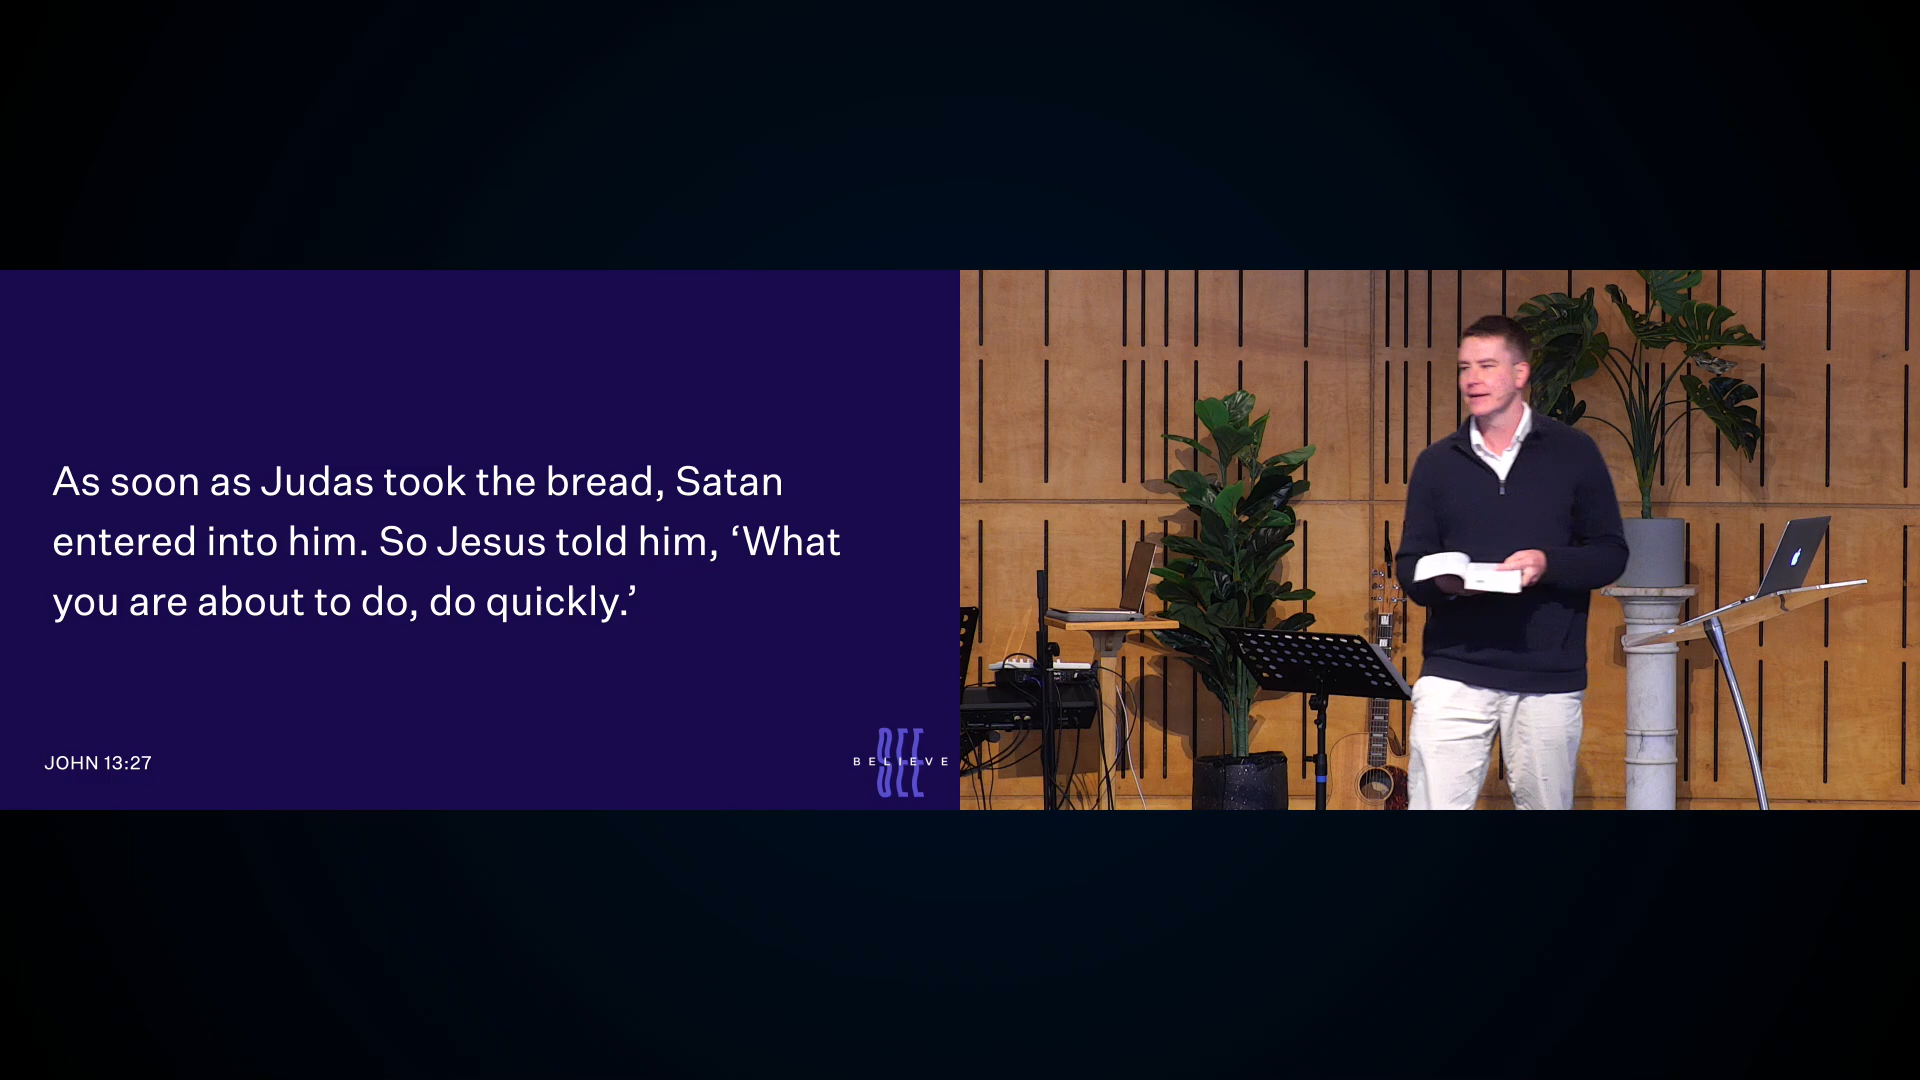 As soon as Judas took the bread, Satan
entered into him. So Jesus told him, ‘What
you are about to do, do quickly.’
JOHN 13:27
SEE
BELIEVE